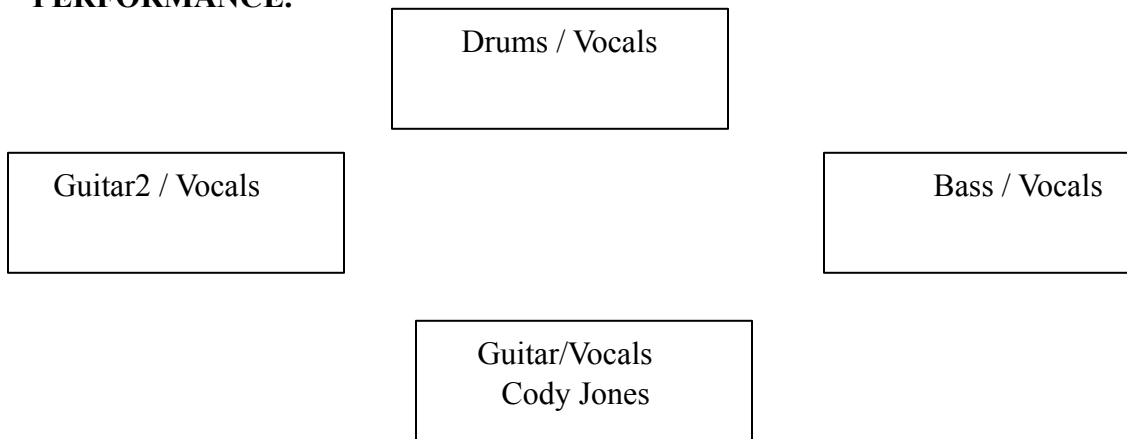 PERFORMANCE:
Drums / Vocals
Guitar2 / Vocals
Bass / Vocals
Guitar/Vocals
Cody Jones